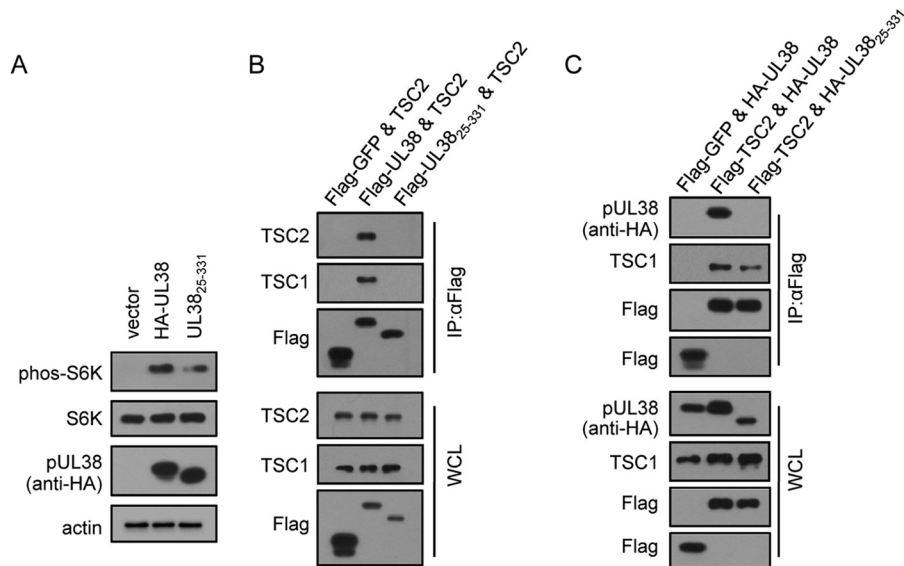 A
vector
HA-UL38
UL38₂₅₋₃₃₁
phos-S6K
S6K
pUL38
(anti-HA)
actin
B
Flag-GFP & TSC2
Flag-UL38 & TSC2
Flag-UL38₂₅₋₃₃₁ & TSC2
TSC2
TSC1
Flag
IP:αFlag
TSC2
TSC1
Flag
WCL
C
Flag-GFP & HA-UL38
Flag-TSC2 & HA-UL38
Flag-TSC2 & HA-UL38₂₅₋₃₃₁
pUL38
(anti-HA)
TSC1
Flag
Flag
IP:αFlag
pUL38
(anti-HA)
TSC1
Flag
Flag
WCL